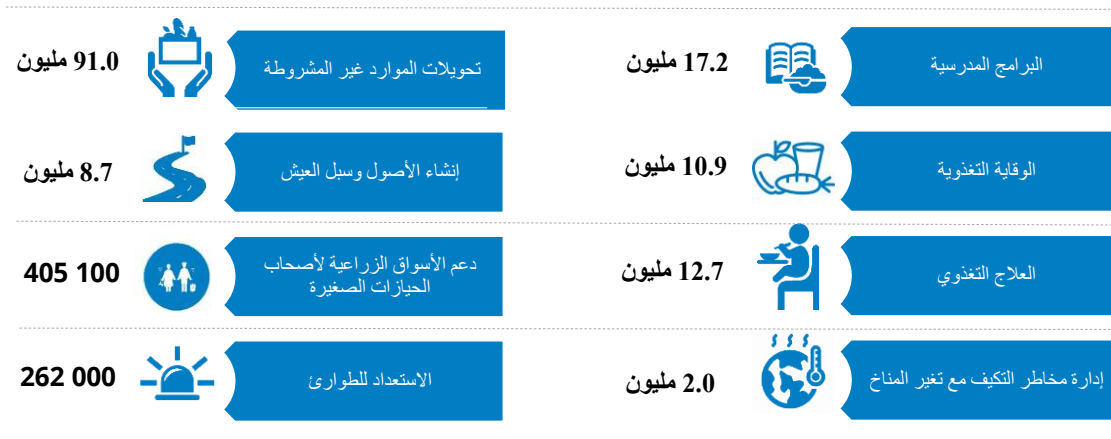 البرامج المدرسية
17.2 مليون
تحويلات الموارد غير المشروطة
91.0 مليون
الوقاية التغذوية
10.9 مليون
إنشاء الأصول وسبل العيش
8.7 مليون
العلاج التغذوي
12.7 مليون
دعم الأسواق الزراعية لأصحاب
الحيازات الصغيرة
405 100
إدارة مخاطر التكيف مع تغير المناخ
2.0 مليون
الاستعداد للطوارئ
262 000